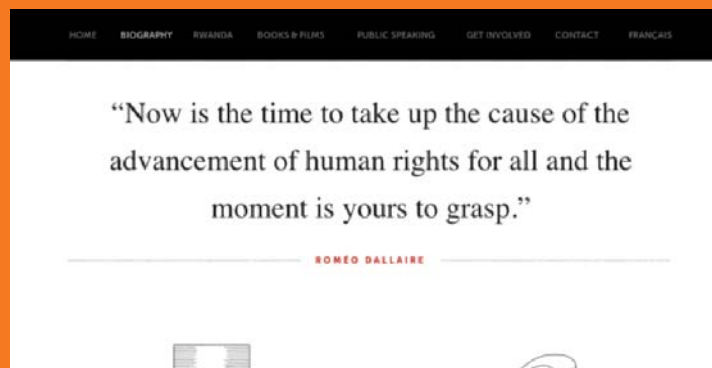 HOME BIOGRAPHY RWANDA BOOKS & FILMS PUBLIC SPEAKING GET INVOLVED CONTACT FRANÇAIS
“Now is the time to take up the cause of the
advancement of human rights for all and the
moment is yours to grasp.”
ROMÉO DALLAIRE